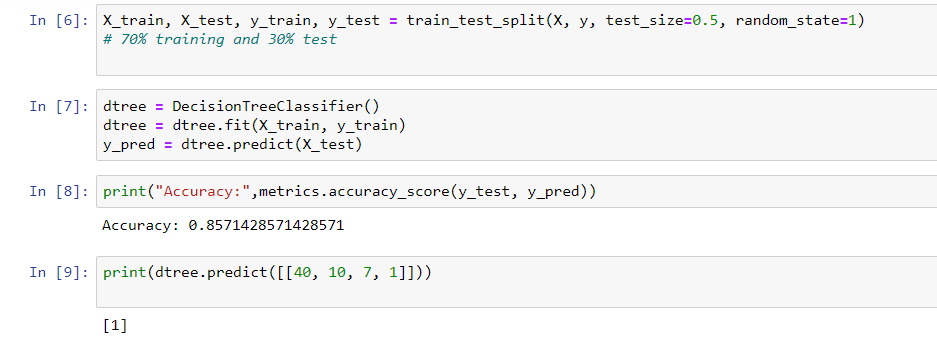 In [6]: X_train, X_test, y_train, y_test = train_test_split(X, y, test_size=0.5, random_state=1)
# 70% training and 30% test
In [7]: dtree = DecisionTreeClassifier()
dtree = dtree.fit(X_train, y_train)
y_pred = dtree.predict(X_test)
In [8]: print("Accuracy:",metrics.accuracy_score(y_test, y_pred))
Accuracy: 0.8571428571428571
In [9]: print(dtree.predict([[40, 10, 7, 1]]))
[1]